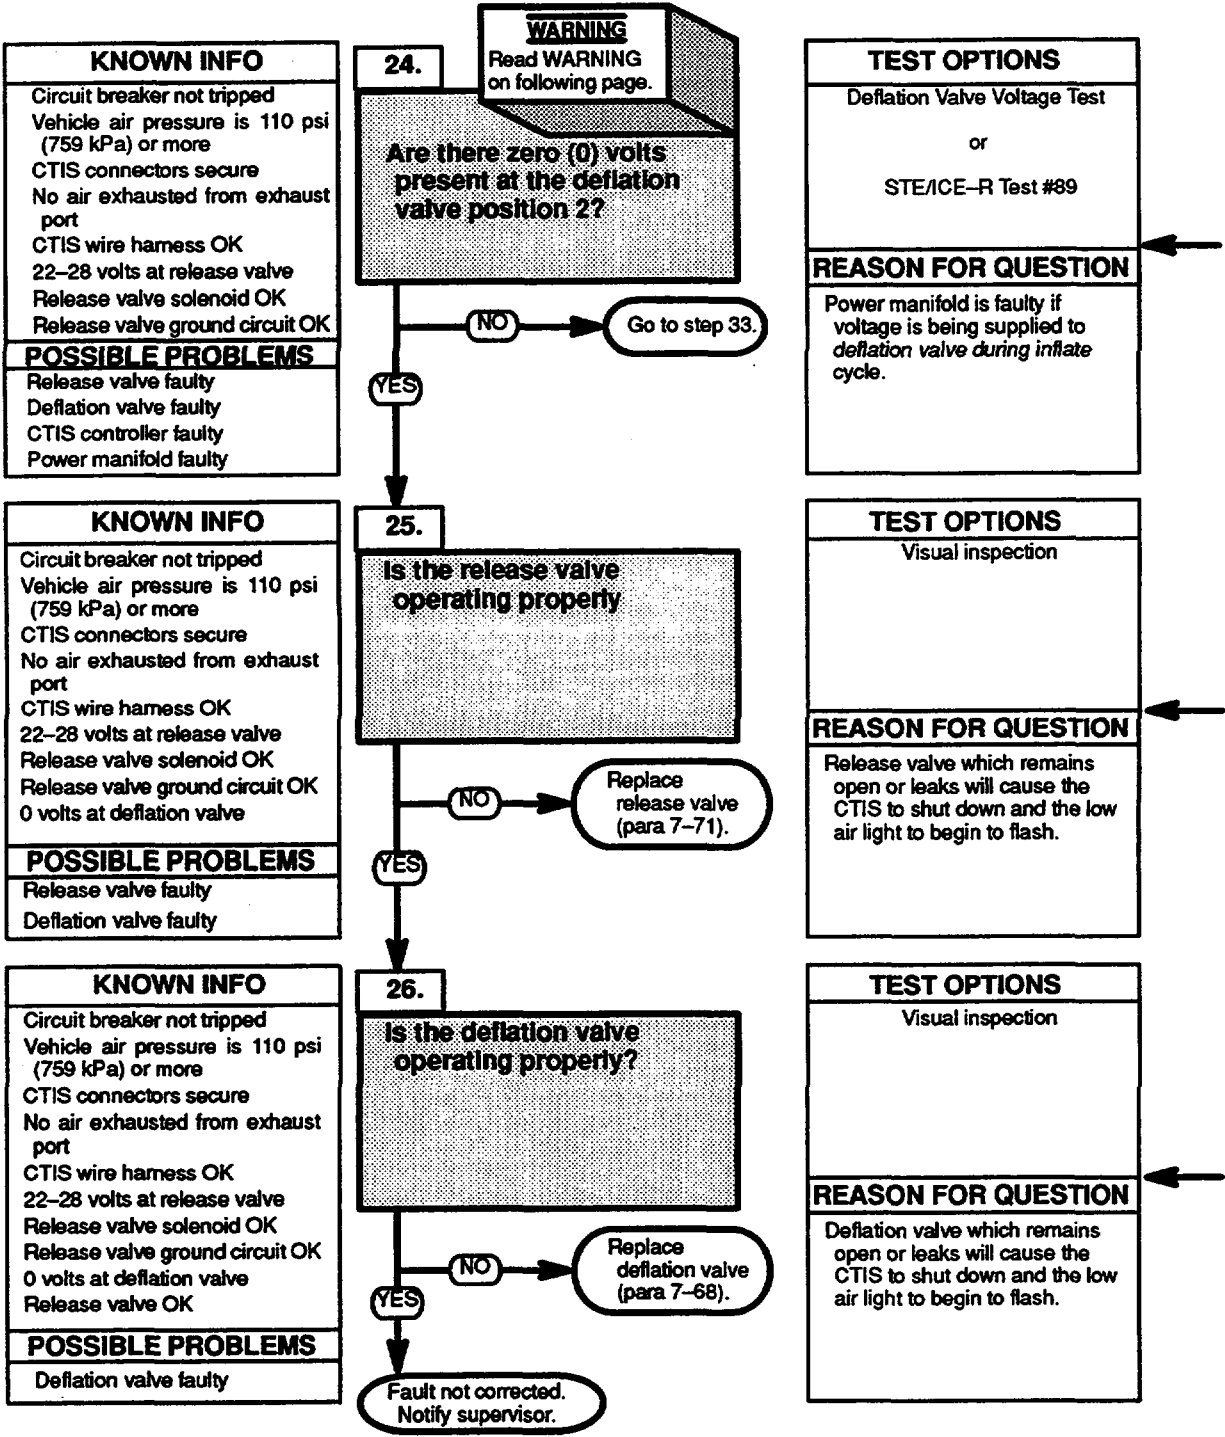 WARNING
Read WARNING
on following page.
KNOWN INFO
Circuit breaker not tripped
Vehicle air pressure is 110 psi
(759 kPa) or more
CTIS connectors secure
No air exhausted from exhaust
port
CTIS wire harness OK
22–28 volts at release valve
Release valve solenoid OK
Release valve ground circuit OK
POSSIBLE PROBLEMS
Release valve faulty
Deflation valve faulty
CTIS controller faulty
Power manifold faulty
24.
Are there zero (0) volts
present at the deflation
valve position 2?
NO
Go to step 33.
YES
TEST OPTIONS
Deflation Valve Voltage Test
or
STE/ICE–R Test #89
REASON FOR QUESTION
Power manifold is faulty if
voltage is being supplied to
deflation valve during inflate
cycle.
KNOWN INFO
Circuit breaker not tripped
Vehicle air pressure is 110 psi
(759 kPa) or more
CTIS connectors secure
No air exhausted from exhaust
port
CTIS wire harness OK
22–28 volts at release valve
Release valve solenoid OK
Release valve ground circuit OK
0 volts at deflation valve
POSSIBLE PROBLEMS
Release valve faulty
Deflation valve faulty
25.
Is the release valve
operating properly
NO
Replace
release valve
(para 7–71).
YES
TEST OPTIONS
Visual inspection
REASON FOR QUESTION
Release valve which remains
open or leaks will cause the
CTIS to shut down and the low
air light to begin to flash.
KNOWN INFO
Circuit breaker not tripped
Vehicle air pressure is 110 psi
(759 kPa) or more
CTIS connectors secure
No air exhausted from exhaust
port
CTIS wire harness OK
22–28 volts at release valve
Release valve solenoid OK
Release valve ground circuit OK
0 volts at deflation valve
Release valve OK
POSSIBLE PROBLEMS
Deflation valve faulty
26.
Is the deflation valve
operating properly?
NO
Replace
deflation valve
(para 7–68).
YES
Fault not corrected.
Notify supervisor.
TEST OPTIONS
Visual inspection
REASON FOR QUESTION
Deflation valve which remains
open or leaks will cause the
CTIS to shut down and the low
air light to begin to flash.